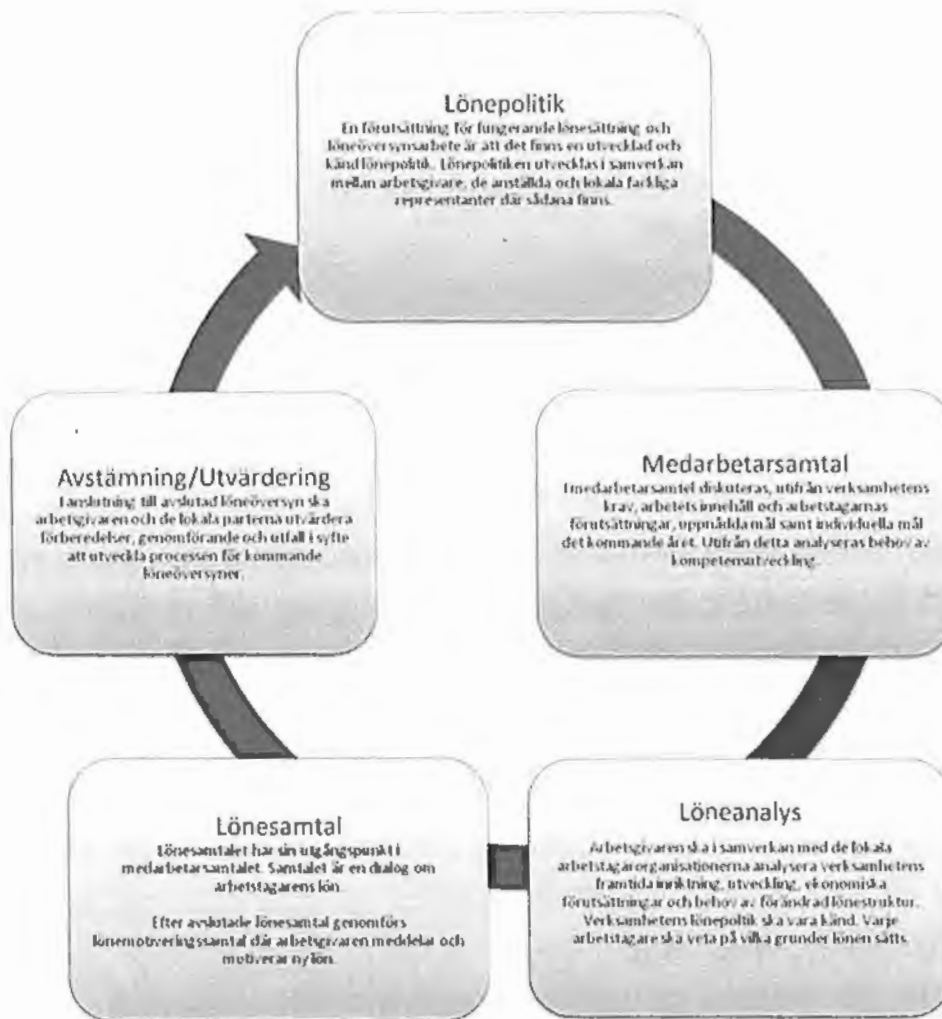 Lönepolitik
En förutsättning för fungerande lönesättning och
löneöversynsarbete är att det finns en utvecklad och
känd lönepolitik. Lönepolitiken utvecklas i samverkan
mellan arbetsgivare, de anställda och lokala fackliga
representanter där sådana finns.
Medarbetarsamtal
I medarbetarsamtel diskuteras, utifrån verksamhetens
krav, arbetets innehåll och arbetstagarnas
förutsättningar, uppnådda mål samt individuella mål
det kommande året. Utifrån detta analyseras behov av
kompetensutveckling.
Löneanalys
Arbetsgivaren ska i samverkan med de lokala
arbetstagarorganisationerna analysera verksamhetens
framtida inriktning, utveckling, ekonomiska
förutsättningar och behov av förändrad lönestruktur.
Verksamhetens lönepoltik ska vara känd. Varje
arbetstagare ska veta på vilka grunder lönen sätts.
Lönesamtal
Lönesamtalet har sin utgångspunkt i
medarbetarsamtalet. Samtalet är en dialog om
arbetstagarens lön.
Efter avslutade lönesamtal genomförs
lönemotiveringssamtal där arbetsgivaren meddelar och
motiverar ny lön.
Avstämning/Utvärdering
I anslutning till avslutad löneöversyn ska
arbetsgivaren och de lokala parterna utvärdera
förberedelser, genomförande och utfall i syfte
att utveckla processen för kommande
löneöversyner.